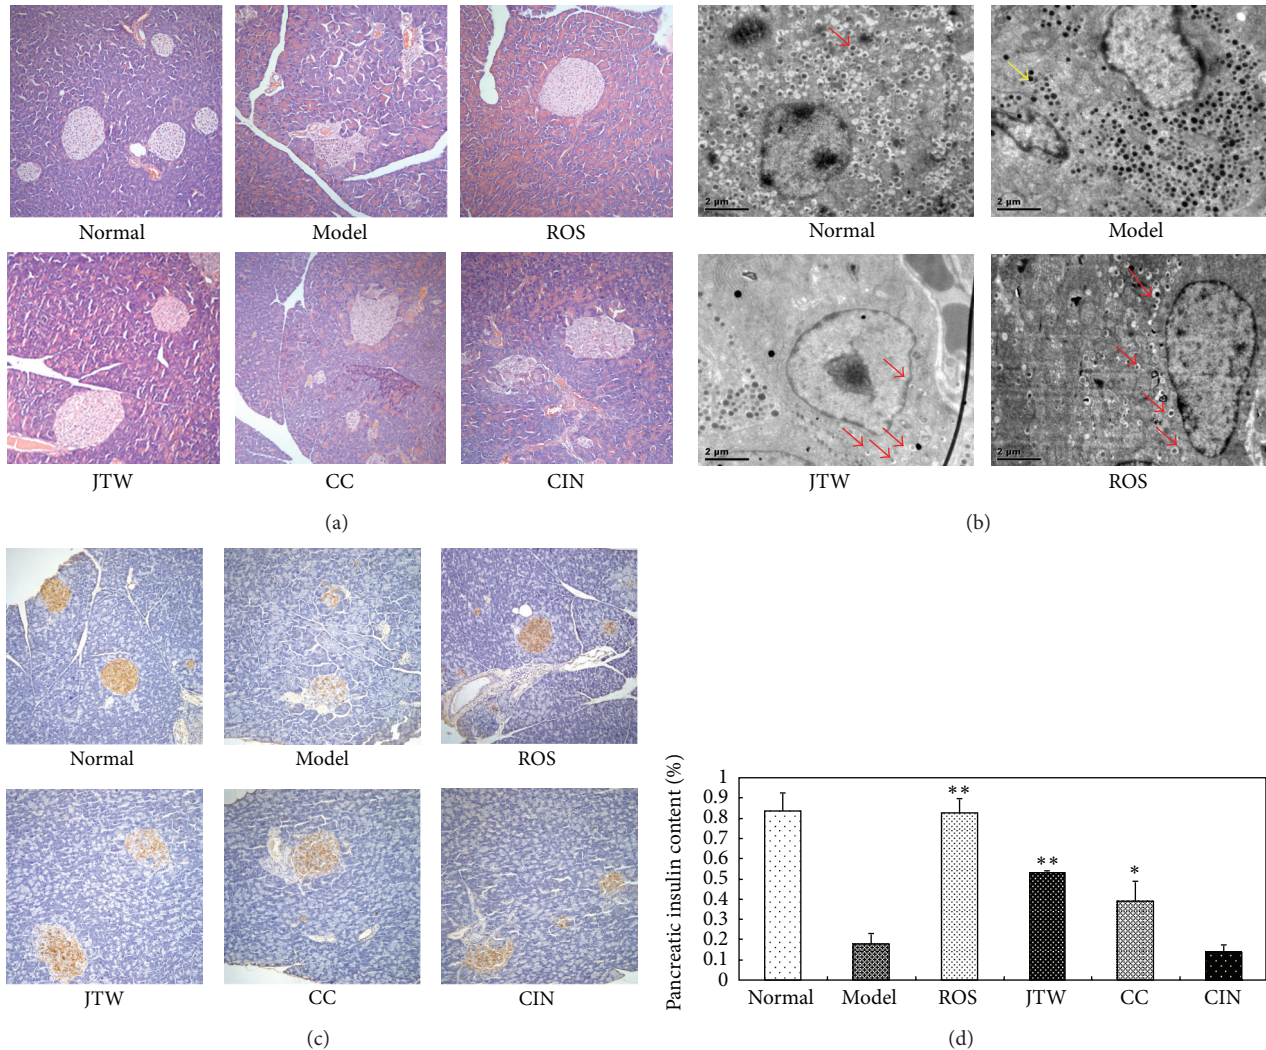 Normal
Model
ROS
JTW
CC
CIN
(a)
2 μm
2 μm
Normal
Model
2 μm
2 μm
JTW
ROS
(b)
Normal
Model
ROS
JTW
CC
CIN
(c)
Pancreatic insulin content (%)
1
0.9
0.8
0.7
0.6
0.5
0.4
0.3
0.2
0.1
0
**
**
*
Normal
Model
ROS
JTW
CC
CIN
(d)